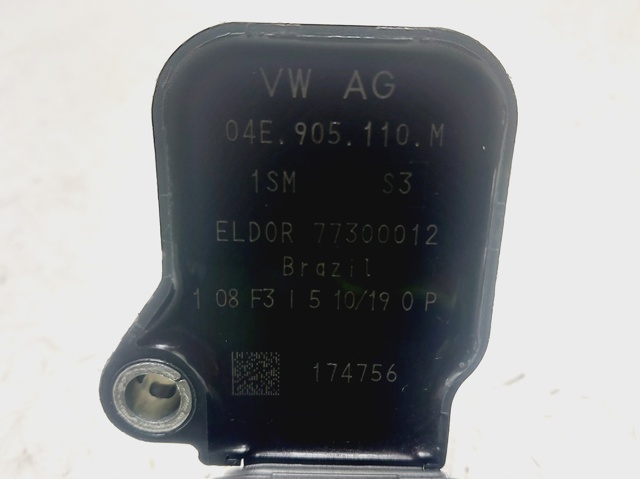 VW AG
04E.905.110.M
1SM S3
ELDOR 77300012
Brazil
1 08 F3 I 5 10/19 0 P
174756